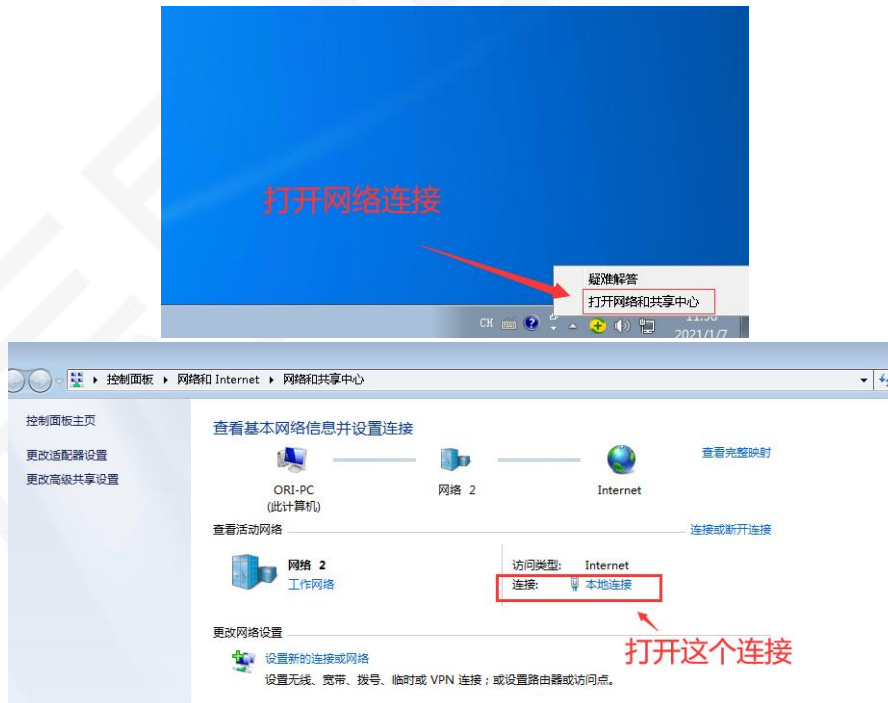 打开网络连接
疑难解答
打开网络和共享中心
CH
2021/1/7
控制面板 ▸ 网络和 Internet ▸ 网络和共享中心
控制面板主页
更改适配器设置
更改高级共享设置
查看基本网络信息并设置连接
查看完整映射
ORI-PC
(此计算机)
网络 2
Internet
查看活动网络
连接或断开连接
网络 2
工作网络
访问类型: Internet
连接: 本地连接
打开这个连接
更改网络设置
设置新的连接或网络
设置无线、宽带、拨号、临时或 VPN 连接；或设置路由器或访问点。